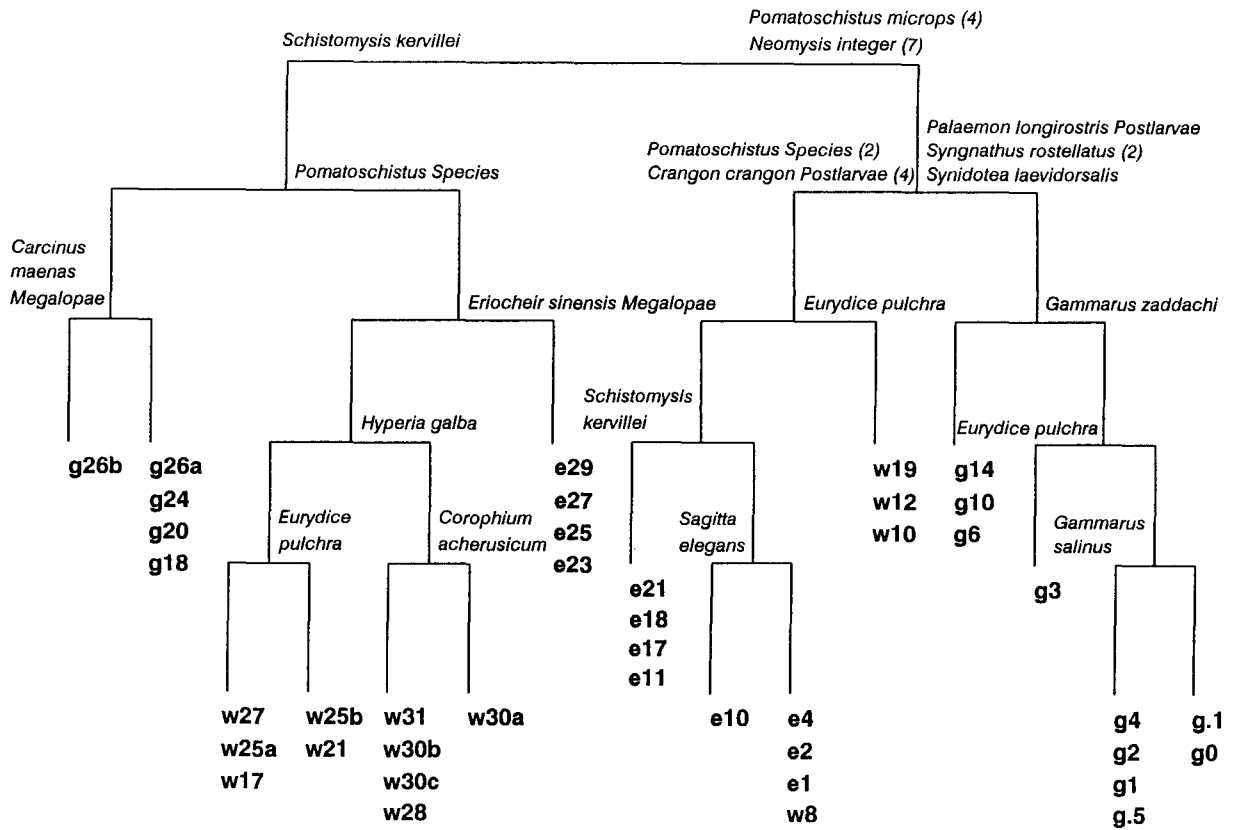 Pomatoschistus microps (4)
Schistomysis kervillei
Neomysis integer (7)
Palaemon longirostris Postlarvae
Pomatoschistus Species (2)
Syngnathus rostellatus (2)
Pomatoschistus Species
Crangon crangon Postlarvae (4)
Synidotea laevidorsalis
Carcinus
maenas
Megalopae
Eriocheir sinensis Megalopae
Eurydice pulchra
Gammarus zaddachi
Schistomysis
kervillei
Hyperia galba
Eurydice pulchra
g26b
g26a
g24
g20
g18
e29
e27
e25
e23
w19
w12
w10
g14
g10
g6
Eurydice
pulchra
Corophium
acherusicum
Sagitta
elegans
Gammarus
salinus
e21
e18
e17
e11
g3
w27
w25a
w17
w25b
w21
w31
w30b
w30c
w28
w30a
e10
e4
e2
e1
w8
g4
g2
g1
g.5
g.1
g0